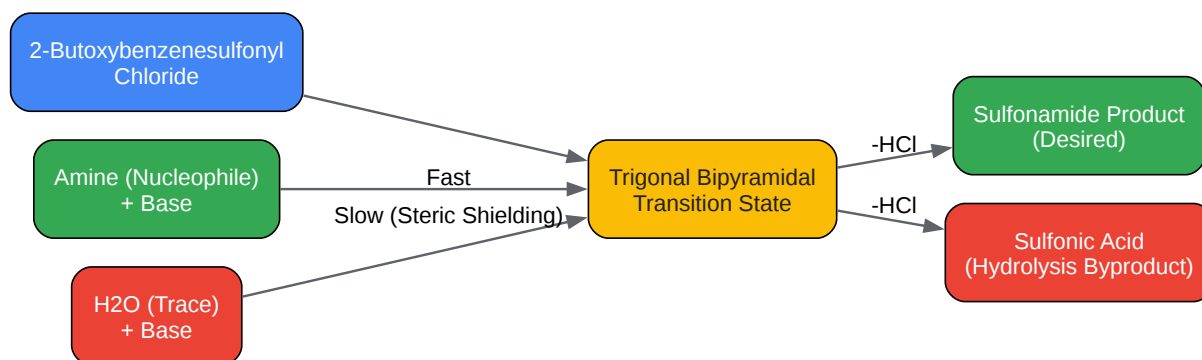 2-Butoxybenzenesulfonyl
Chloride
Amine (Nucleophile)
+ Base
H2O (Trace)
+ Base
Fast
Slow (Steric Shielding)
Trigonal Bipyramidal
Transition State
-HCl
-HCl
Sulfonamide Product
(Desired)
Sulfonic Acid
(Hydrolysis Byproduct)